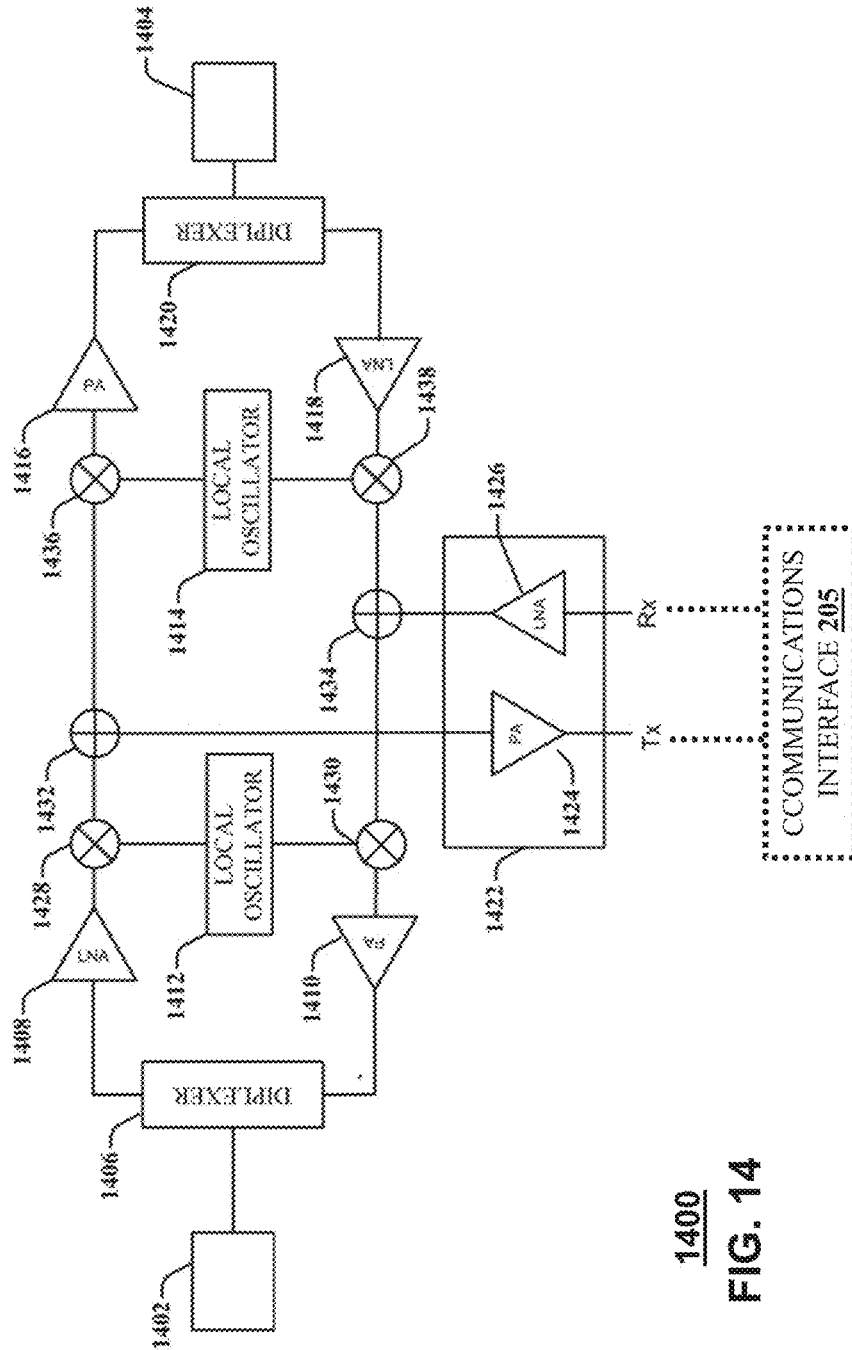 1404
1416
PA
DIPLEXER
1420
1436
LOCAL
OSCILLATOR
1414
LNA
1418
1438
1426
1432
1434
LNA
Rx
1428
LOCAL
OSCILLATOR
1412
1430
PA
1424
Tx
1422
CCOMMUNICATIONS
INTERFACE 205
1408
LNA
PA
1410
DIPLEXER
1406
1402
1400
FIG. 14